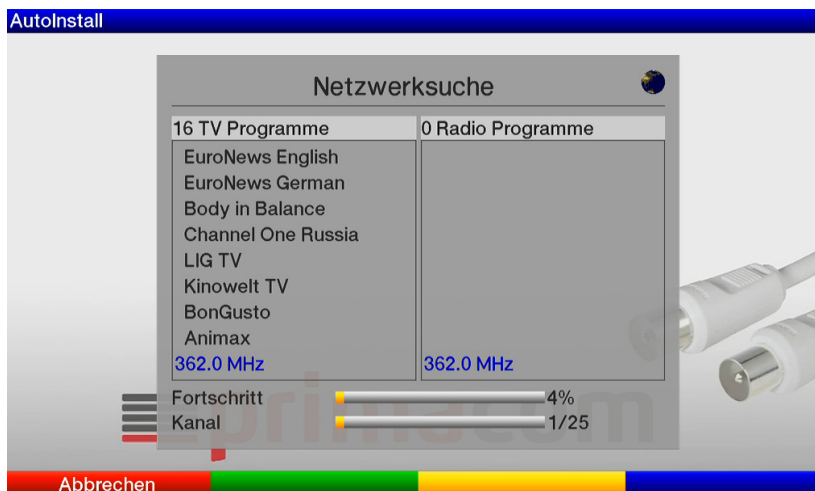 AutoInstall
Netzwerksuche
16 TV Programme
0 Radio Programme
EuroNews English
EuroNews German
Body in Balance
Channel One Russia
LIG TV
Kinowelt TV
BonGusto
Animax
362.0 MHz
362.0 MHz
Fortschritt
4%
Kanal
1/25
primacom
Abbrechen